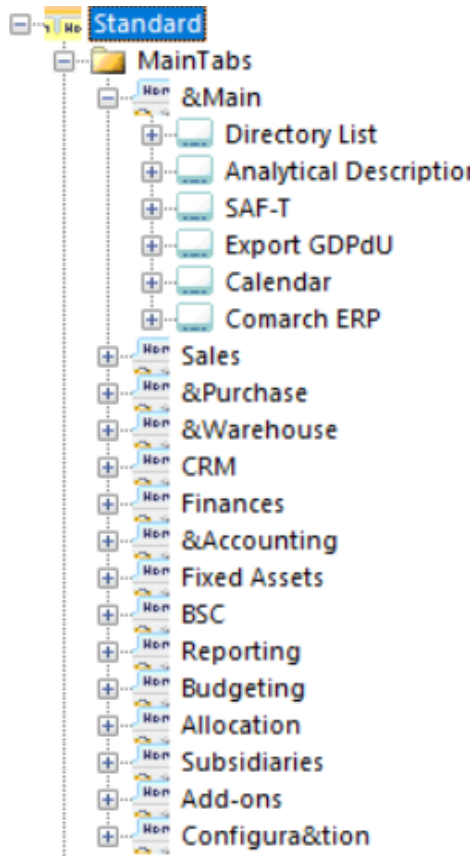 Standard
MainTabs
&Main
Directory List
Analytical Description
SAF-T
Export GDPdU
Calendar
Comarch ERP
Sales
&Purchase
&Warehouse
CRM
Finances
&Accounting
Fixed Assets
BSC
Reporting
Budgeting
Allocation
Subsidiaries
Add-ons
Configura&tion